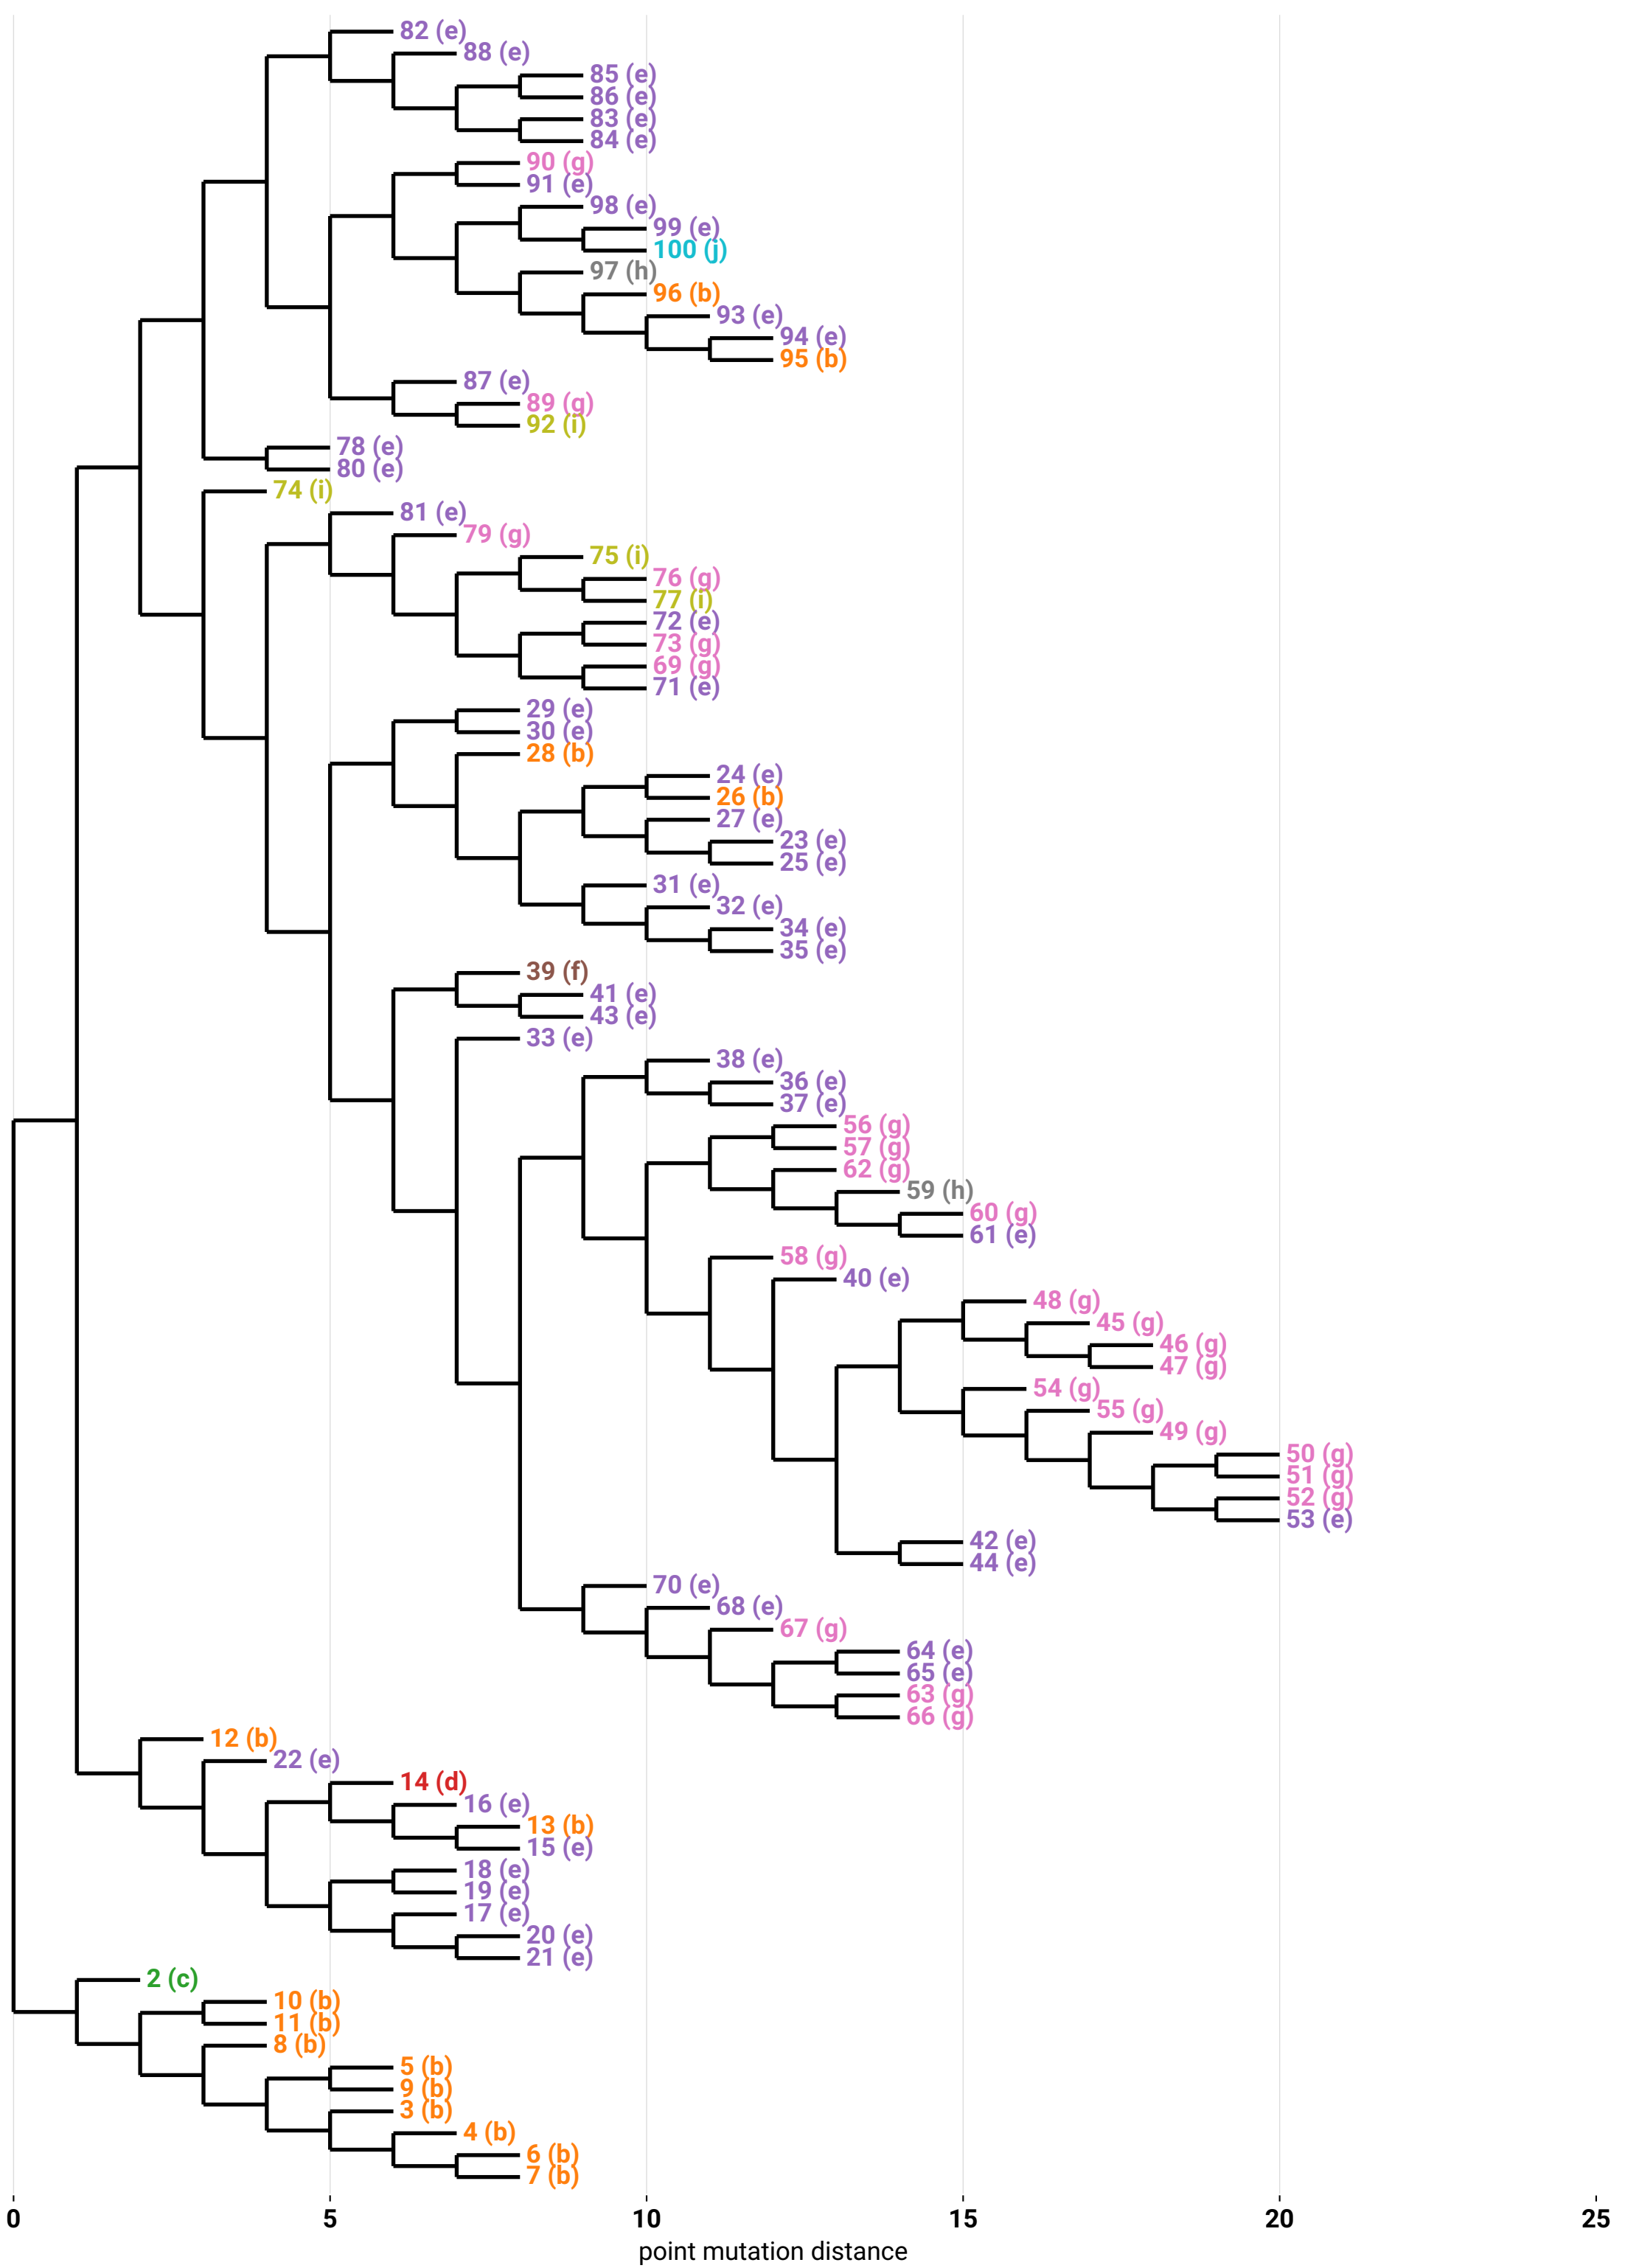 82 (e)
88 (e)
85 (e)
86 (e)
83 (e)
84 (e)
90 (g)
91 (e)
98 (e)
99 (e)
100 (j)
97 (h)
96 (b)
93 (e)
94 (e)
95 (b)
87 (e)
89 (g)
92 (i)
78 (e)
80 (e)
74 (i)
81 (e)
79 (g)
75 (i)
76 (g)
77 (i)
72 (e)
73 (g)
69 (g)
71 (e)
29 (e)
30 (e)
28 (b)
24 (e)
26 (b)
27 (e)
23 (e)
25 (e)
31 (e)
32 (e)
34 (e)
35 (e)
39 (f)
41 (e)
43 (e)
33 (e)
38 (e)
36 (e)
37 (e)
56 (g)
57 (g)
62 (g)
59 (h)
60 (g)
61 (e)
58 (g)
40 (e)
48 (g)
45 (g)
46 (g)
47 (g)
54 (g)
55 (g)
49 (g)
50 (g)
51 (g)
52 (g)
53 (e)
42 (e)
44 (e)
70 (e)
68 (e)
67 (g)
64 (e)
65 (e)
63 (g)
66 (g)
12 (b)
22 (e)
14 (d)
16 (e)
13 (b)
15 (e)
18 (e)
19 (e)
17 (e)
20 (e)
21 (e)
2 (c)
10 (b)
11 (b)
8 (b)
5 (b)
9 (b)
3 (b)
4 (b)
6 (b)
7 (b)
0 5 10 15 20 25
point mutation distance